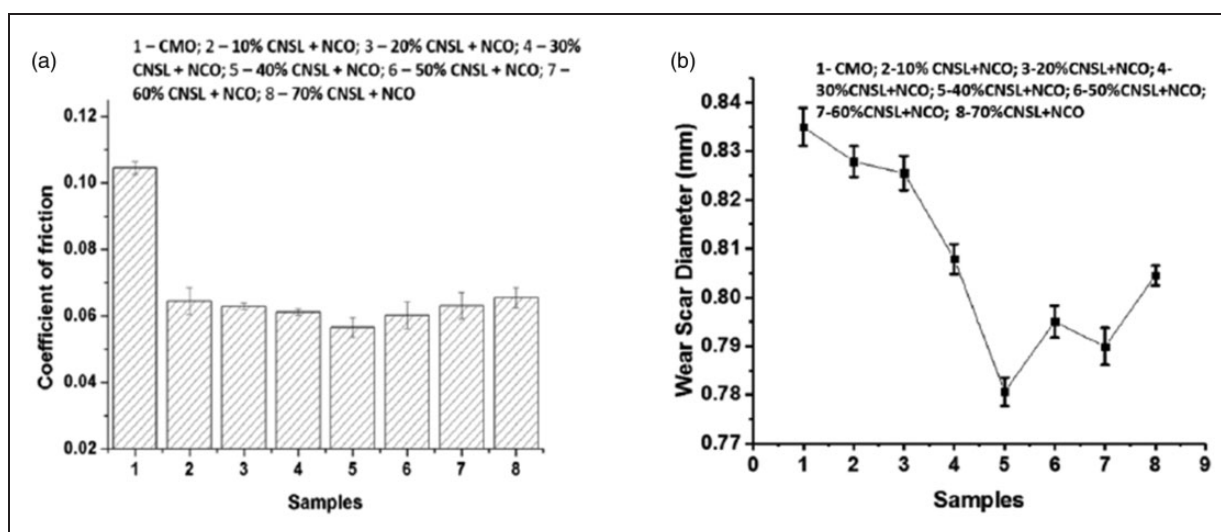 (a)
1 – CMO; 2 – 10% CNSL + NCO; 3 – 20% CNSL + NCO; 4 – 30%
CNSL + NCO; 5 – 40% CNSL + NCO; 6 – 50% CNSL + NCO; 7 –
60% CNSL + NCO; 8 – 70% CNSL + NCO
Coefficient of friction
0.12
0.10
0.08
0.06
0.04
0.02
1 2 3 4 5 6 7 8
Samples
(b)
1- CMO; 2-10% CNSL+NCO; 3-20%CNSL+NCO; 4-
30%CNSL+NCO; 5-40%CNSL+NCO; 6-50%CNSL+NCO;
7-60%CNSL+NCO; 8-70%CNSL+NCO
Wear Scar Diameter (mm)
0.84
0.83
0.82
0.81
0.80
0.79
0.78
0.77
0 1 2 3 4 5 6 7 8 9
Samples